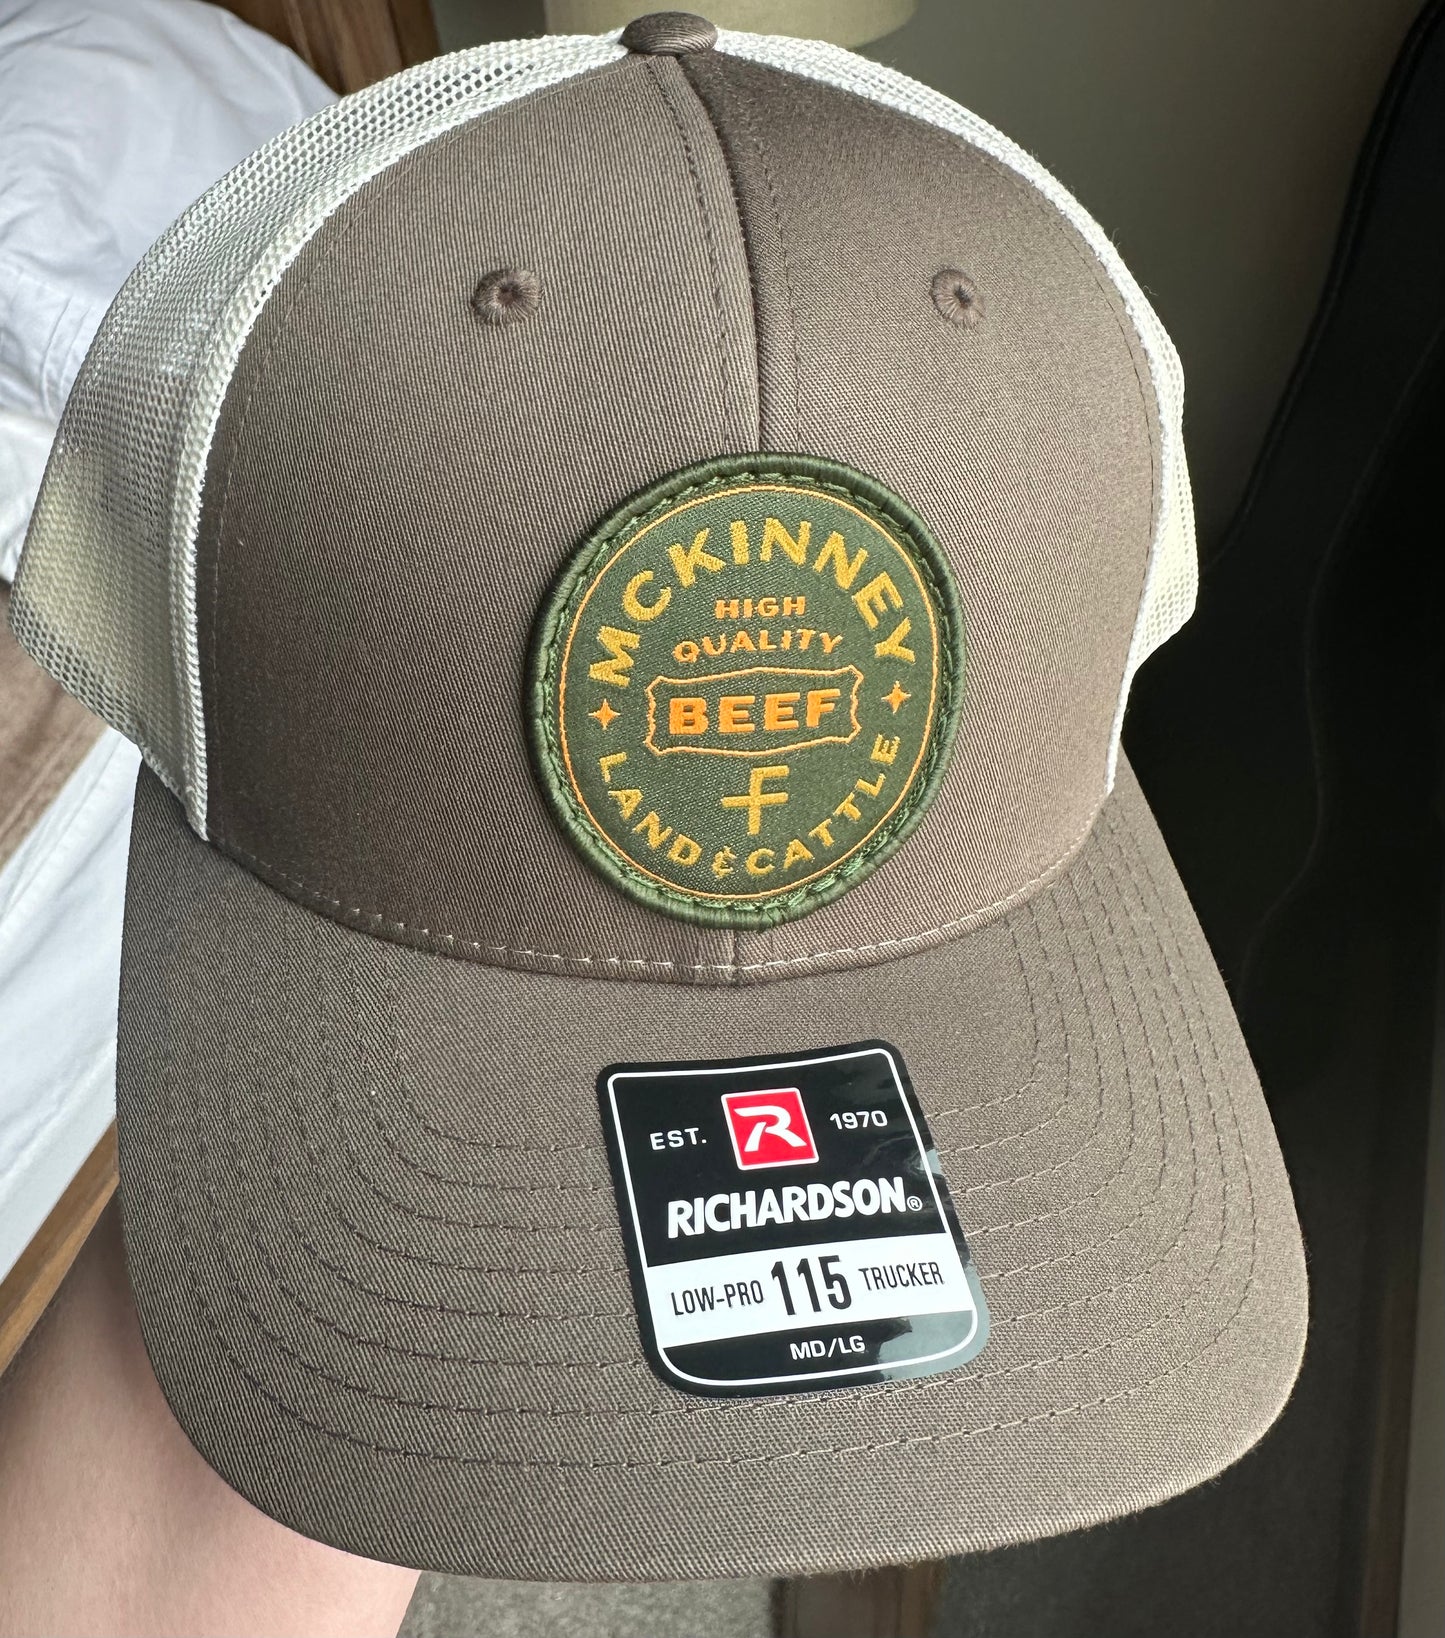 MCKINNEY
HIGH
QUALITY
BEEF
LAND & CATTLE
EST. R 1970
RICHARDSON®
LOW-PRO 115 TRUCKER
MD/LG